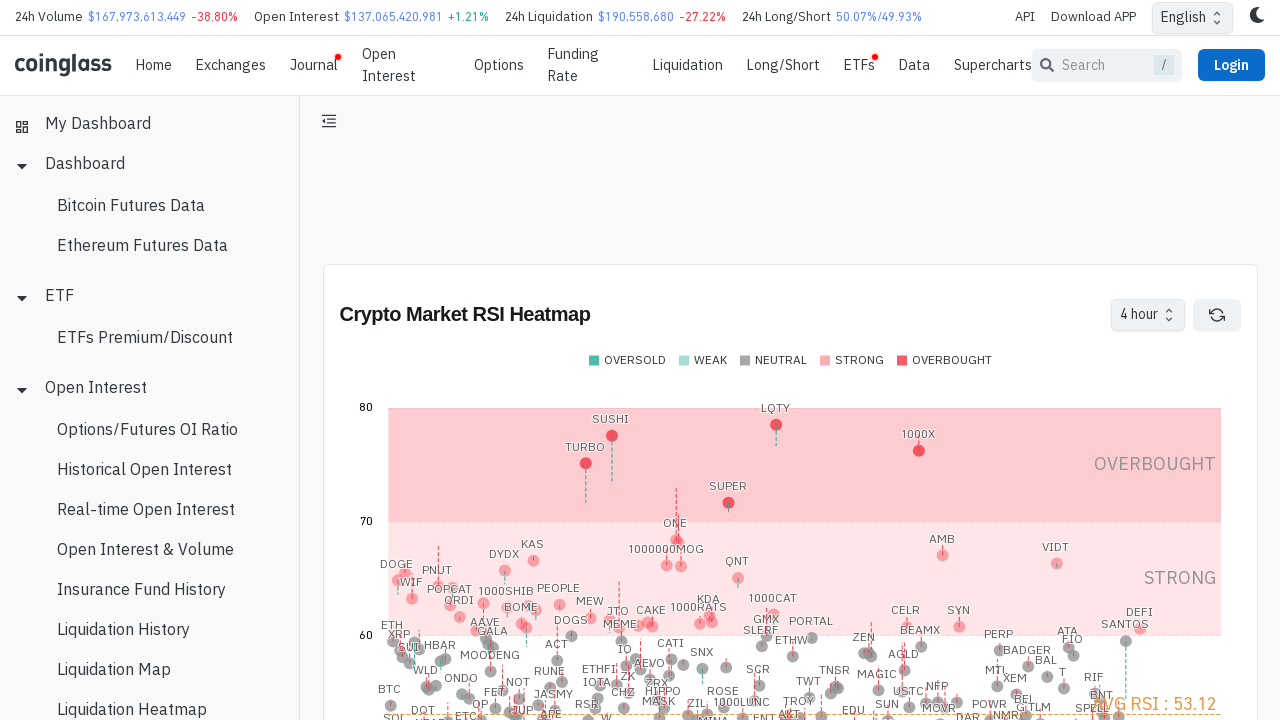 24h Volume $167,973,613,449 -38.80% Open Interest $137,065,420,981 +1.21% 24h Liquidation $190,558,680 -27.22% 24h Long/Short 50.07%/49.93% API Download APP English
coinglass Home Exchanges Journal Open Interest Options Funding Rate Liquidation Long/Short ETFs Data Supercharts Search / Login
My Dashboard
Dashboard
Bitcoin Futures Data
Ethereum Futures Data
ETF
ETFs Premium/Discount
Open Interest
Options/Futures OI Ratio
Historical Open Interest
Real-time Open Interest
Open Interest & Volume
Insurance Fund History
Liquidation History
Liquidation Map
Liquidation Heatmap
Crypto Market RSI Heatmap 4 hour
OVERSOLD WEAK NEUTRAL STRONG OVERBOUGHT
80
LQTY
SUSHI
1000X
TURBO
OVERBOUGHT
SUPER
70
ONE
AMB
KAS
1000000MOG
VIDT
DYDX
QNT
DOGE
PNUT
STRONG
WIF
POPCAT
1000SHIB
PEOPLE
ORDI
BOME
MEW
KDA
1000CAT
1000RATS
JTO
CAKE
CELR
SYN
DEFI
AAVE
DOGS
MEME
GMX
PORTAL
SANTOS
ETH
60
XRP
GALA
SLERF
BEAMX
PERP
ATA
SUI
HBAR
ACT
CATI
ETHW
ZEN
FIO
MOODENG
IO
SNX
AGLD
BADGER
BAL
WLD
RUNE
ETHFI
AEVO
SCR
TNSR
MAGIC
MTL
T
ONDO
NOT
IOTA
ZK
ZRX
TWT
XEM
RIF
BTC
FET
JASMY
CHZ
HIPPO
ROSE
USTC
NFP
BNT
OP
RSR
MASK
ZIL
1000LUNC
TROY
SUN
MOVR
POWR
BEL
GLM
SPELL
AVG RSI : 53.12
DOT
JUP
EDU
ETC
W
DAR